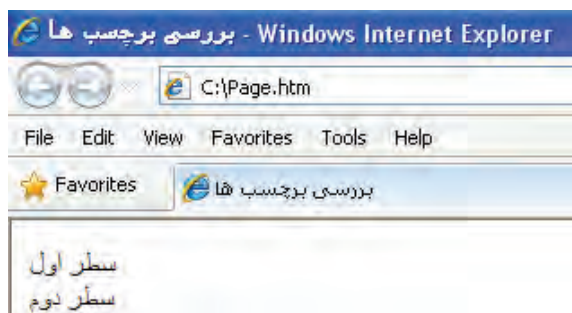 بررسی برچسب ها - Windows Internet Explorer
C:\Page.htm
File Edit View Favorites Tools Help
Favorites بررسی برچسب ها
سطر اول
سطر دوم